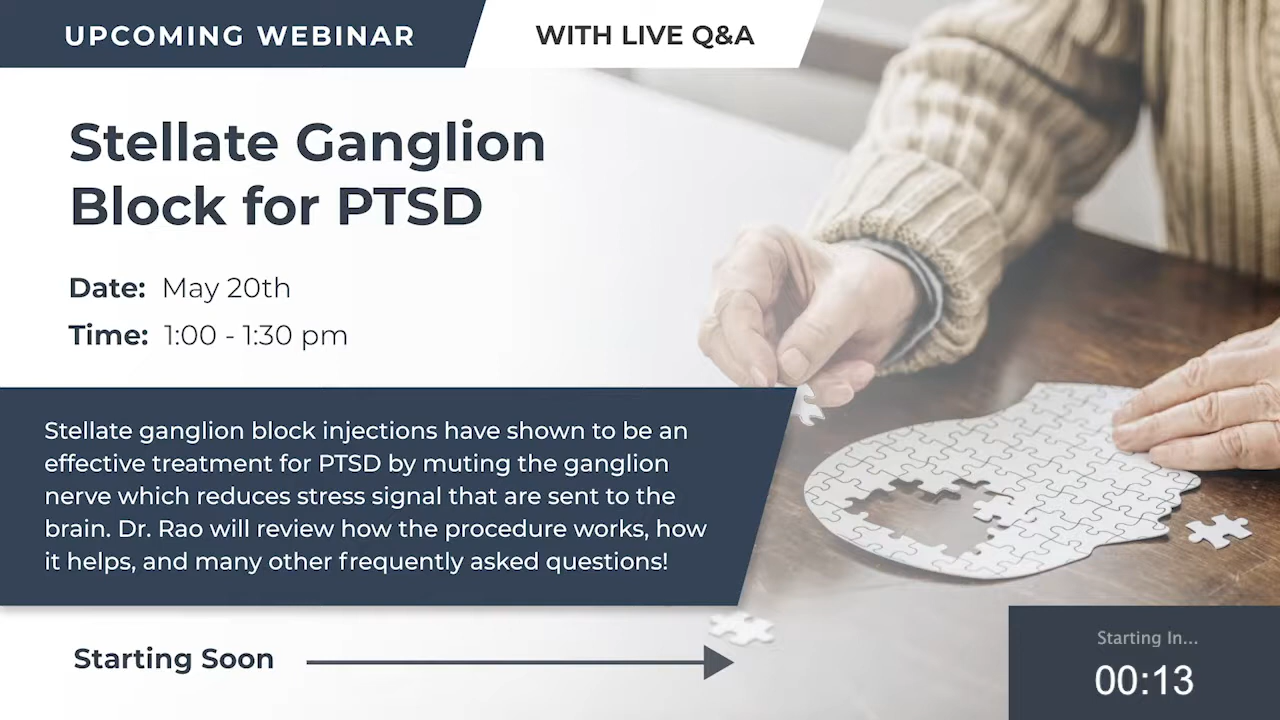 UPCOMING WEBINAR
WITH LIVE Q&A
Stellate Ganglion
Block for PTSD
Date: May 20th
Time: 1:00 - 1:30 pm
Stellate ganglion block injections have shown to be an
effective treatment for PTSD by muting the ganglion
nerve which reduces stress signal that are sent to the
brain. Dr. Rao will review how the procedure works, how
it helps, and many other frequently asked questions!
Starting Soon
Starting In...
00:13